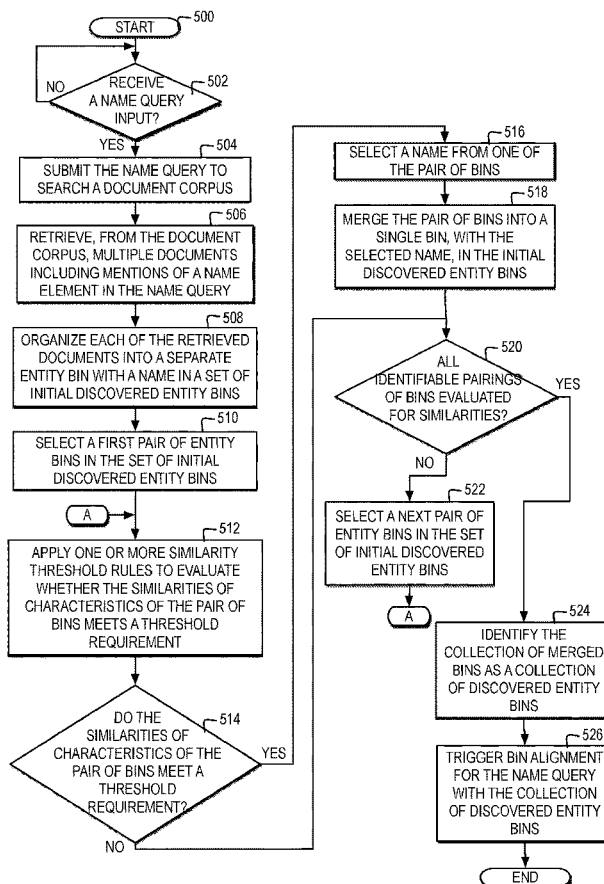 START
500
NO
RECEIVE
A NAME QUERY
INPUT?
502
YES
504
SUBMIT THE NAME QUERY TO
SEARCH A DOCUMENT CORPUS
506
RETRIEVE, FROM THE DOCUMENT
CORPUS, MULTIPLE DOCUMENTS
INCLUDING MENTIONS OF A NAME
ELEMENT IN THE NAME QUERY
508
ORGANIZE EACH OF THE RETRIEVED
DOCUMENTS INTO A SEPARATE
ENTITY BIN WITH A NAME IN A SET OF
INITIAL DISCOVERED ENTITY BINS
510
SELECT A FIRST PAIR OF ENTITY
BINS IN THE SET OF INITIAL
DISCOVERED ENTITY BINS
A
512
APPLY ONE OR MORE SIMILARITY
THRESHOLD RULES TO EVALUATE
WHETHER THE SIMILARITIES OF
CHARACTERISTICS OF THE PAIR OF
BINS MEETS A THRESHOLD
REQUIREMENT
514
DO THE
SIMILARITIES OF
CHARACTERISTICS OF THE
PAIR OF BINS MEET A
THRESHOLD
REQUIREMENT?
YES
NO
516
SELECT A NAME FROM ONE OF
THE PAIR OF BINS
518
MERGE THE PAIR OF BINS INTO A
SINGLE BIN, WITH THE
SELECTED NAME, IN THE INITIAL
DISCOVERED ENTITY BINS
520
ALL
IDENTIFIABLE PAIRINGS
OF BINS EVALUATED
FOR SIMILARITIES?
YES
NO
522
SELECT A NEXT PAIR OF
ENTITY BINS IN THE SET
OF INITIAL DISCOVERED
ENTITY BINS
A
524
IDENTIFY THE
COLLECTION OF MERGED
BINS AS A COLLECTION
OF DISCOVERED ENTITY
BINS
526
TRIGGER BIN ALIGNMENT
FOR THE NAME QUERY
WITH THE COLLECTION
OF DISCOVERED ENTITY
BINS
END